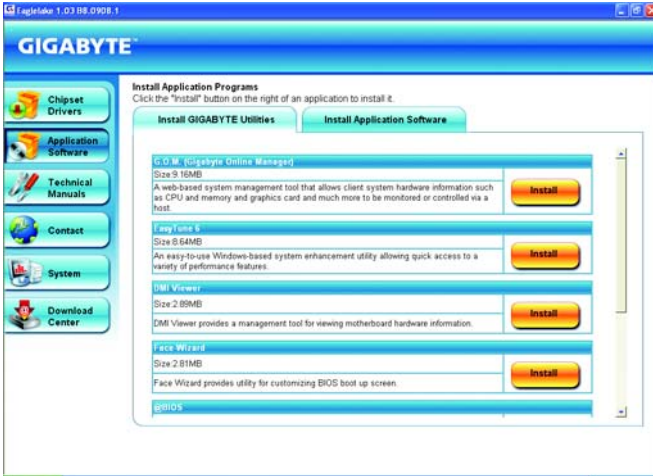 Eaglelake 1.03 B8.0908.1
GIGABYTE™
Chipset
Drivers
Application
Software
Technical
Manuals
Contact
System
Download
Center
Install Application Programs
Click the "Install" button on the right of an application to install it.
Install GIGABYTE Utilities
Install Application Software
G.O.M. (Gigabyte Online Manager)
Size:9.16MB
A web-based system management tool that allows client system hardware information such
as CPU and memory and graphics card and much more to be monitored or controlled via a
host.
Install
EasyTune 6
Size:8.64MB
An easy-to-use Windows-based system enhancement utility allowing quick access to a
variety of performance features.
Install
DMI Viewer
Size:2.89MB
DMI Viewer provides a management tool for viewing motherboard hardware information.
Install
Face Wizard
Size:2.81MB
Face Wizard provides utility for customizing BIOS boot up screen.
Install
@BIOS